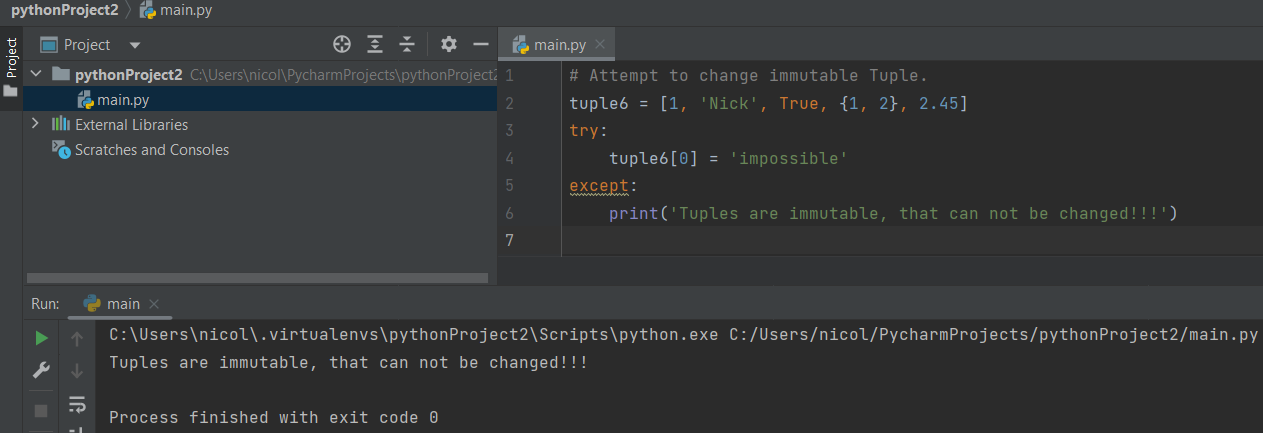 pythonProject2 main.py
Project
Project
main.py
pythonProject2 C:\Users\nicol\PycharmProjects\pythonProject2
main.py
External Libraries
Scratches and Consoles
1 # Attempt to change immutable Tuple.
2 tuple6 = [1, 'Nick', True, {1, 2}, 2.45]
3 try:
4     tuple6[0] = 'impossible'
5 except:
6     print('Tuples are immutable, that can not be changed!!!')
7
Run: main
C:\Users\nicol\.virtualenvs\pythonProject2\Scripts\python.exe C:/Users/nicol/PycharmProjects/pythonProject2/main.py
Tuples are immutable, that can not be changed!!!
Process finished with exit code 0